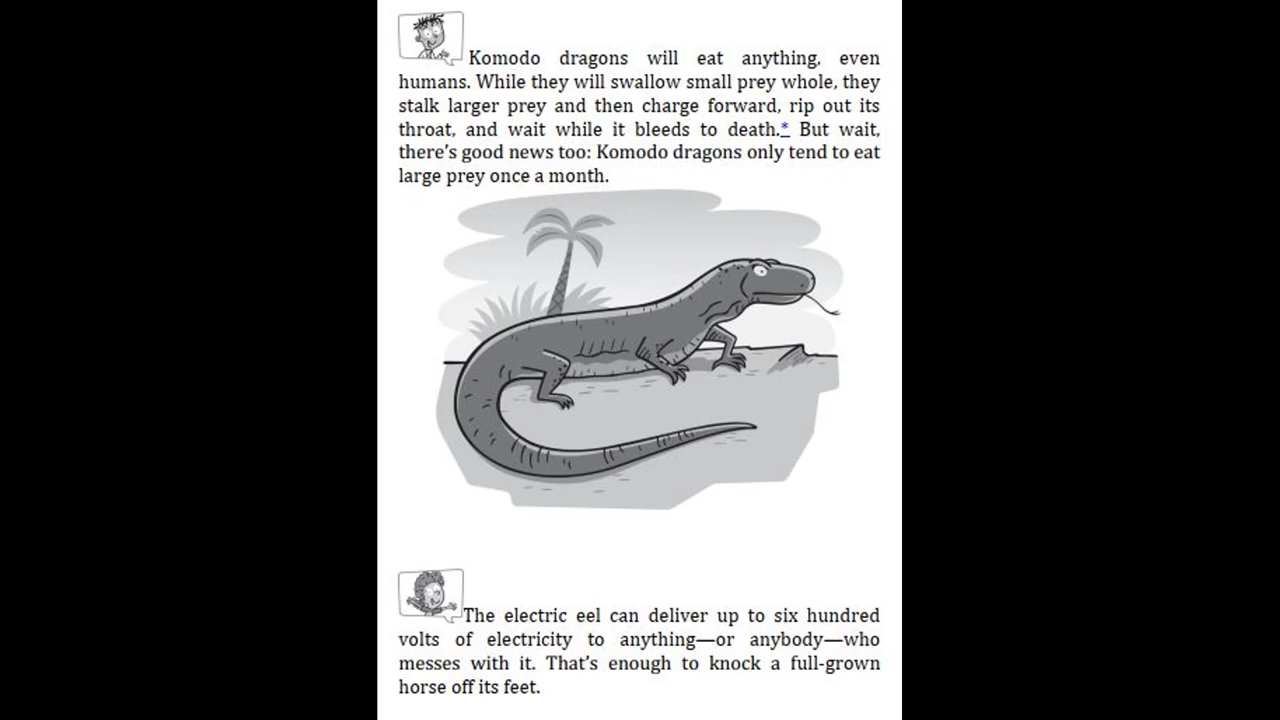 Komodo dragons will eat anything, even
humans. While they will swallow small prey whole, they
stalk larger prey and then charge forward, rip out its
throat, and wait while it bleeds to death.* But wait,
there’s good news too: Komodo dragons only tend to eat
large prey once a month.
The electric eel can deliver up to six hundred
volts of electricity to anything—or anybody—who
messes with it. That’s enough to knock a full-grown
horse off its feet.